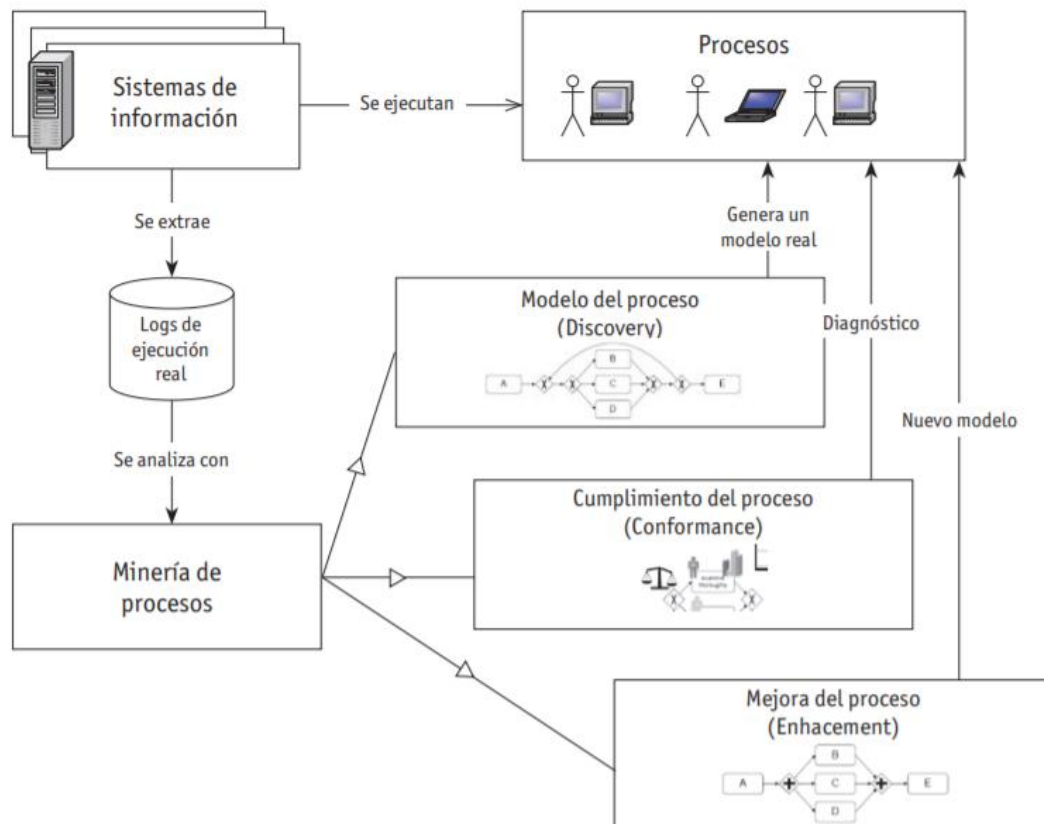 Sistemas de
información
Se ejecutan
Procesos
Se extrae
Logs de
ejecución
real
Se analiza con
Minería de
procesos
Genera un
modelo real
Modelo del proceso
(Discovery)
A
B
C
D
E
Diagnóstico
Cumplimiento del proceso
(Conformance)
Nuevo modelo
Mejora del proceso
(Enhacement)
A
B
C
D
E